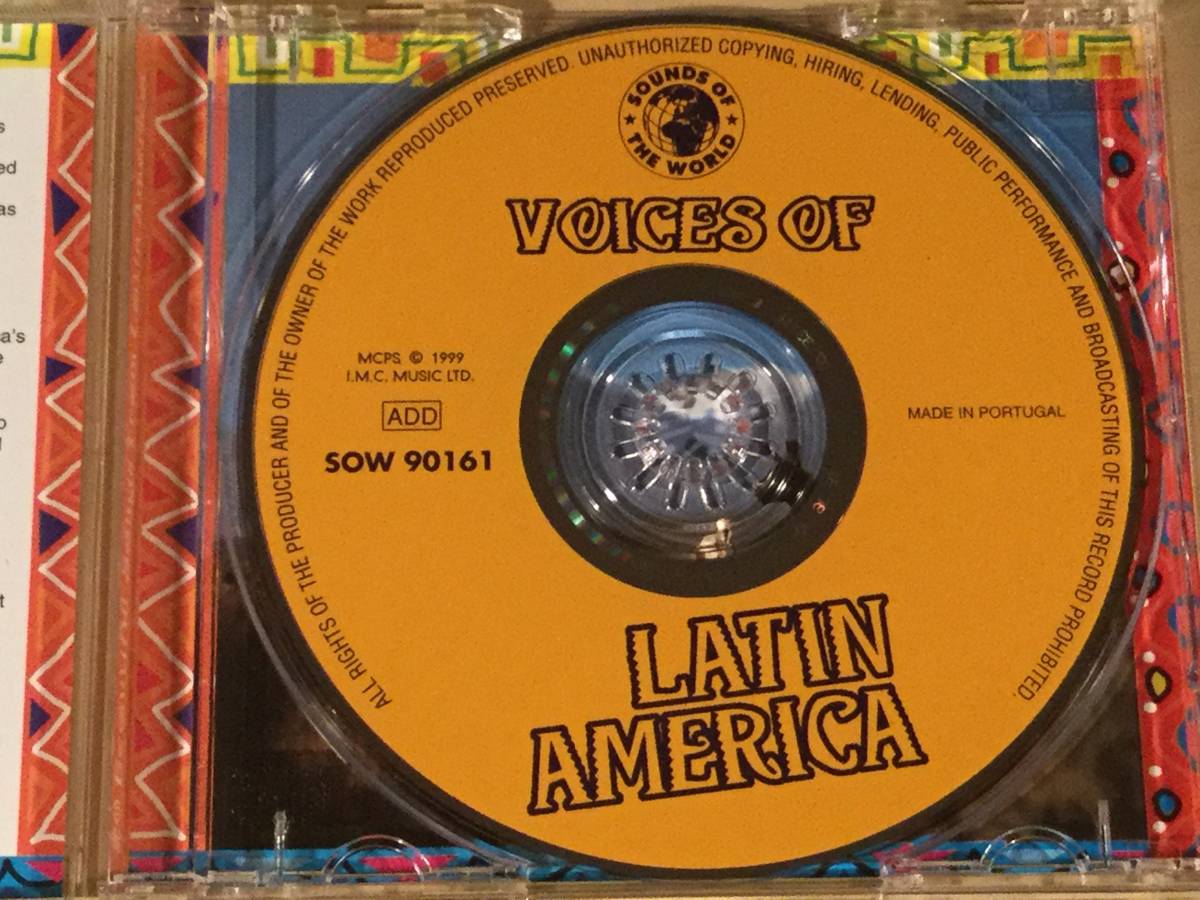 s
ed
as
a's
e
o
t
ALL RIGHTS OF THE PRODUCER AND OF THE OWNER OF THE WORK REPRODUCED PRESERVED. UNAUTHORIZED COPYING, HIRING, LENDING, PUBLIC PERFORMANCE AND BROADCASTING OF THIS RECORD PROHIBITED.
SOUNDS OF
THE WORLD
VOICES OF
MCPS © 1999
I.M.C. MUSIC LTD.
ADD
SOW 90161
MADE IN PORTUGAL
LATIN
AMERICA